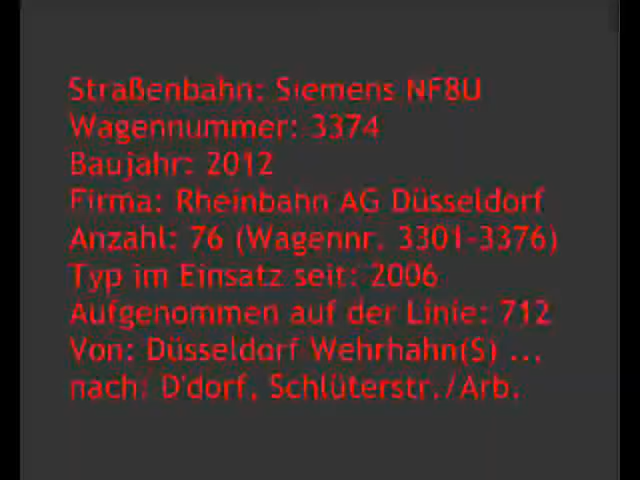 Straßenbahn: Siemens NF8U
Wagennummer: 3374
Baujahr: 2012
Firma: Rheinbahn AG Düsseldorf
Anzahl: 76 (Wagennr. 3301-3376)
Typ im Einsatz seit: 2006
Aufgenommen auf der Linie: 712
Von: Düsseldorf Wehrhahn(S) ...
nach: D'dorf, Schlüterstr./Arb.